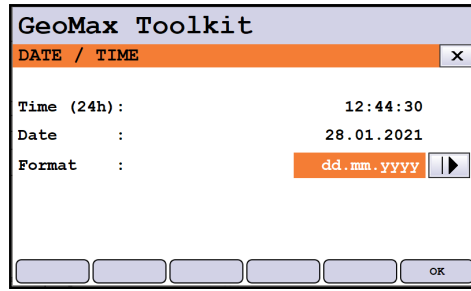 GeoMax Toolkit
DATE / TIME x
Time (24h): 12:44:30
Date : 28.01.2021
Format : dd.mm.yyyy
OK